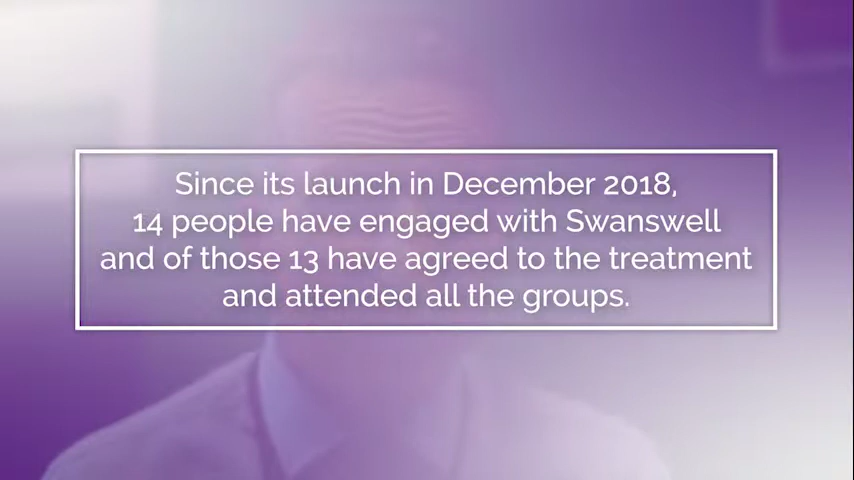 Since its launch in December 2018,
14 people have engaged with Swanswell
and of those 13 have agreed to the treatment
and attended all the groups.